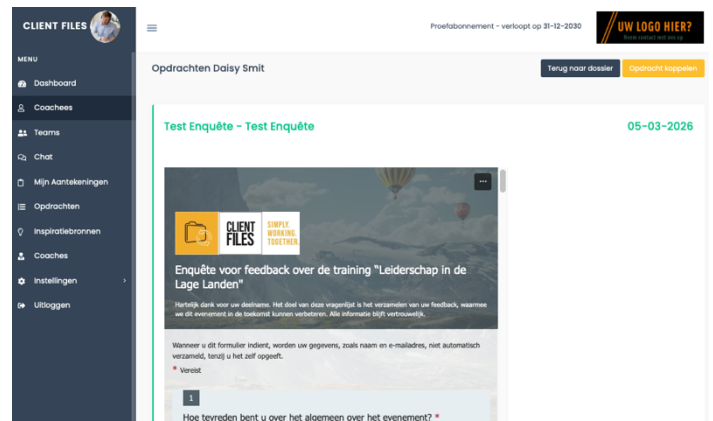 CLIENT FILES
Proefabonnement - verloopt op 31-12-2030
UW LOGO HIER?
Neem contact met ons op
MENU
Dashboard
Coachees
Teams
Chat
Mijn Aantekeningen
Opdrachten
Inspiratiebronnen
Coaches
Instellingen
Uitloggen
Opdrachten Daisy Smit
Terug naar dossier
Opdracht koppelen
Test Enquête - Test Enquête
05-03-2026
CLIENT
FILES
SIMPLY.
WORKING.
TOGETHER.
Enquête voor feedback over de training "Leiderschap in de
Lage Landen"
Hartelijk dank voor uw deelname. Het doel van deze vragenlijst is het verzamelen van uw feedback, waarmee
we dit evenement in de toekomst kunnen verbeteren. Alle informatie blijft vertrouwelijk.
Wanneer u dit formulier indient, worden uw gegevens, zoals naam en e-mailadres, niet automatisch
verzameld, tenzij u het zelf opgeeft.
* Vereist
1
Hoe tevreden bent u over het algemeen over het evenement? *